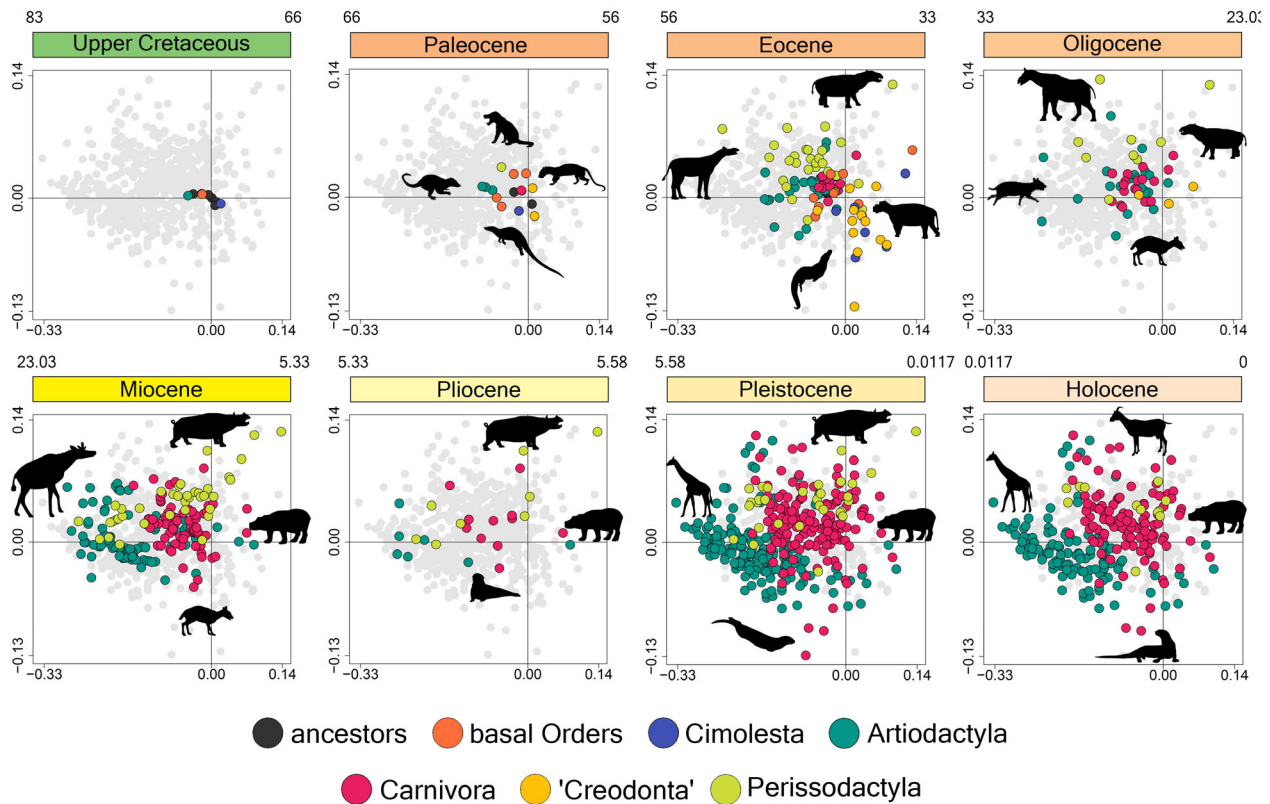 83 66 66 56 56 33 33 23.03
Upper Cretaceous Paleocene Eocene Oligocene
0.14 0.14 0.14 0.14
0.00 0.00 0.00 0.00
−0.13 −0.13 −0.13 −0.13
−0.33 0.00 0.14 −0.33 0.00 0.14 −0.33 0.00 0.14 −0.33 0.00 0.14
23.03 5.33 5.33 5.58 5.58 0.0117 0.0117 0
Miocene Pliocene Pleistocene Holocene
0.14 0.14 0.14 0.14
0.00 0.00 0.00 0.00
−0.13 −0.13 −0.13 −0.13
−0.33 0.00 0.14 −0.33 0.00 0.14 −0.33 0.00 0.14 −0.33 0.00 0.14
ancestors basal Orders Cimolesta Artiodactyla
Carnivora 'Creodonta' Perissodactyla